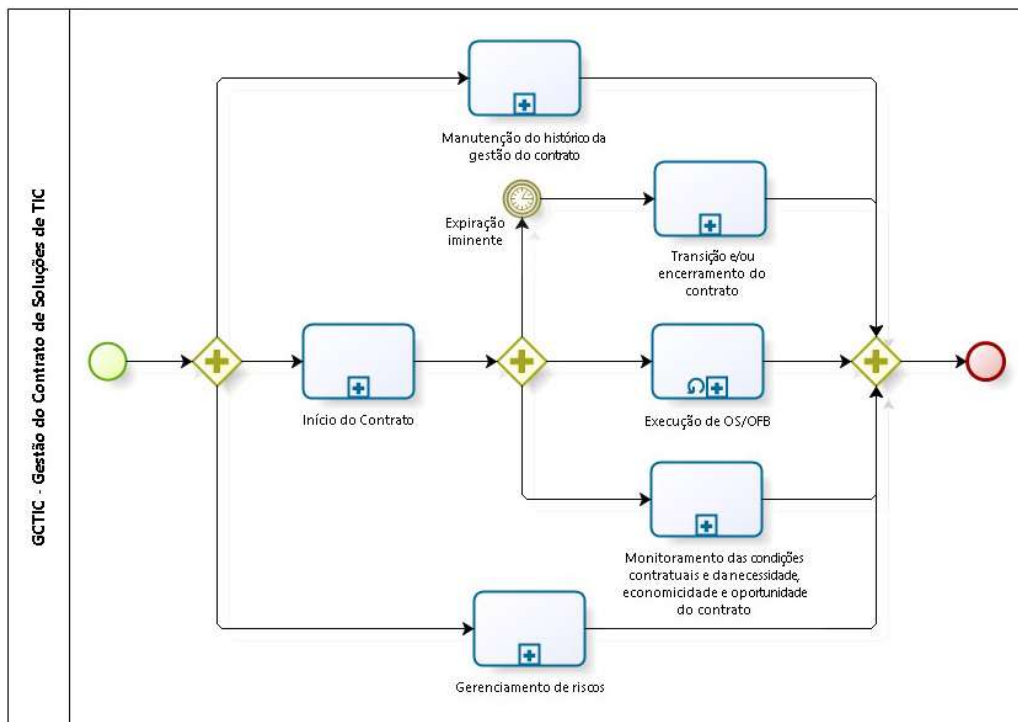 GCTIC - Gestão do Contrato de Soluções de TIC
Manutenção do histórico da
gestão do contrato
Expiração
iminente
Transição e/ou
encerramento do
contrato
Início do Contrato
Execução de OS/OFB
Monitoramento das condições
contratuais e da necessidade,
economicidade e oportunidade
do contrato
Gerenciamento de riscos